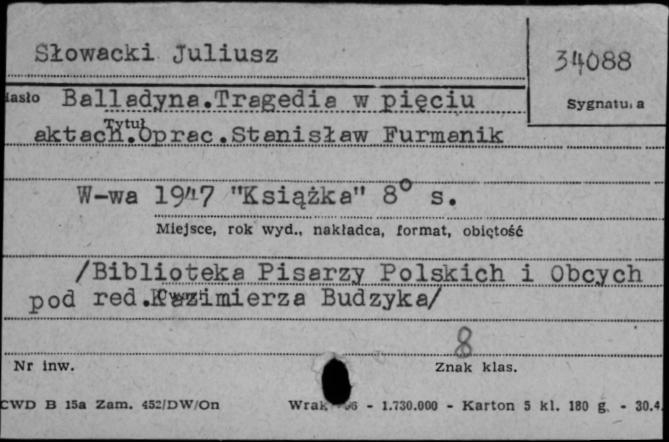 Słowacki Juliusz
34088
Balladyna.Tragedia w pięciu
Sygnatu
aktach.Oprac.Stanisław Furmanik
Tytuł
W-wa 1947 "Książka" 8° s.
Miejsce, rok wyd., nakładca, format, objętość
/Biblioteka Pisarzy Polskich i Obcych
pod red.Kazimierza Budzyka/
8
Nr inw.
Znak klas.
CWD B 15a Zam. 452/DW/On
- 1.730.000 - Karton 5 kl. 180 g. - 30.4.